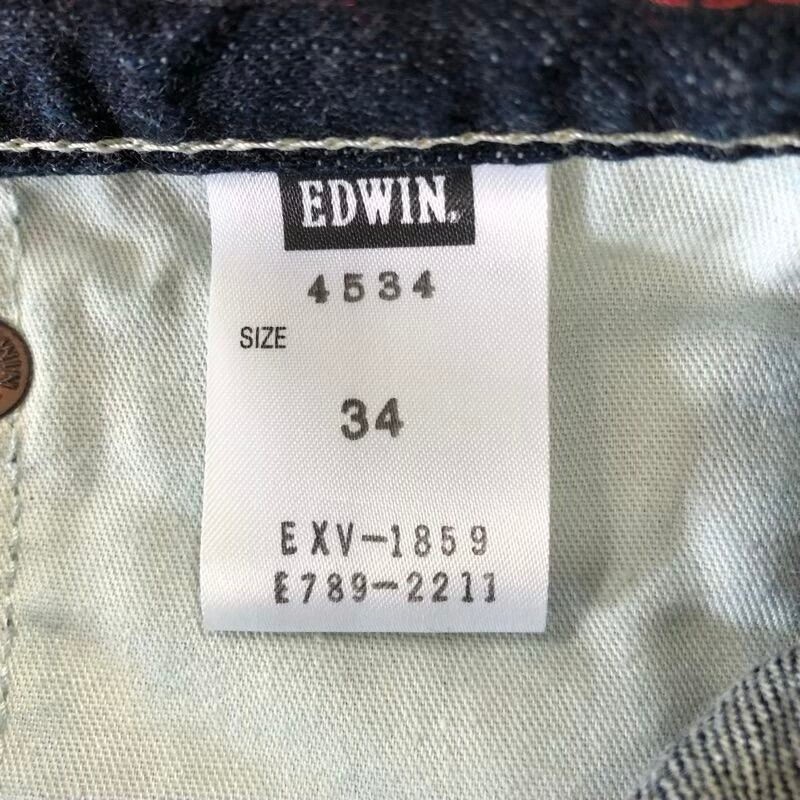 EDWIN.
4534
SIZE
34
EXV-1859
E789-2211